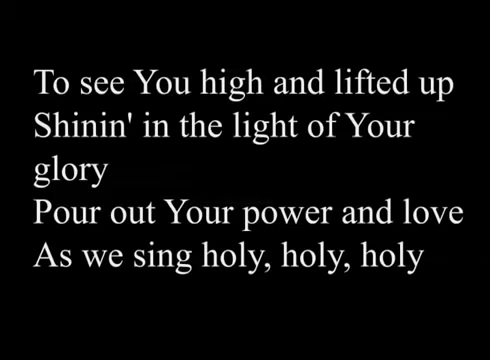 To see You high and lifted up
Shinin' in the light of Your
glory
Pour out Your power and love
As we sing holy, holy, holy